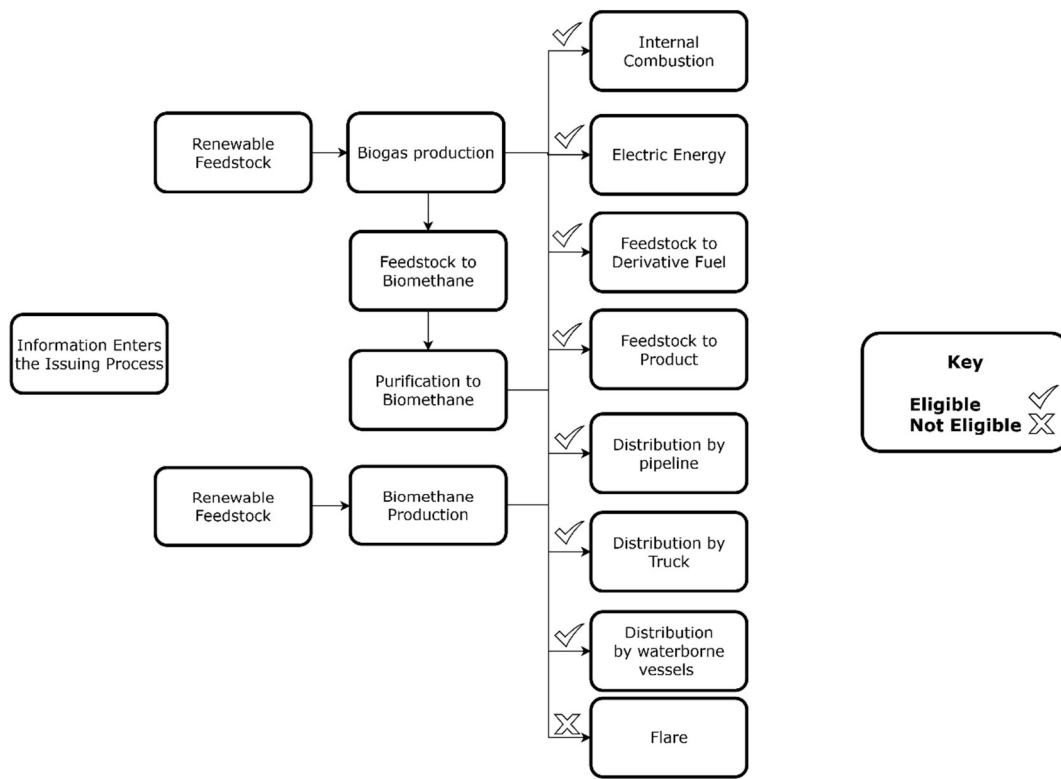 Internal
Combustion
Renewable
Feedstock
Biogas production
Electric Energy
Feedstock to
Biomethane
Feedstock to
Derivative Fuel
Information Enters
the Issuing Process
Purification to
Biomethane
Feedstock to
Product
Key
Eligible
Not Eligible
Distribution by
pipeline
Renewable
Feedstock
Biomethane
Production
Distribution by
Truck
Distribution
by waterborne
vessels
Flare